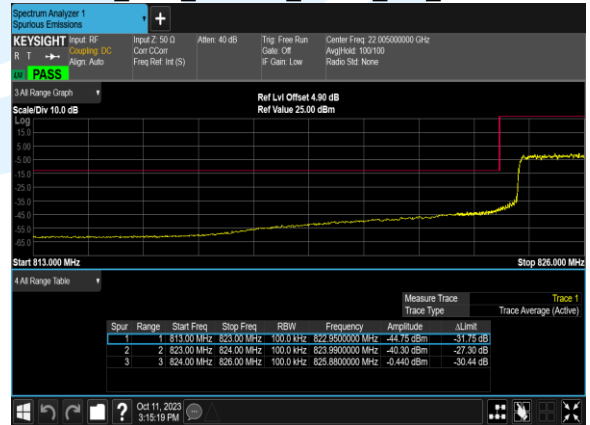 Spectrum Analyzer 1
Spurious Emissions
KEYSIGHT Input: RF Input Z: 50 Ω Atten: 40 dB Trig: Free Run Center Freq: 22.005000000 GHz
R T Coupling: DC Corr CCorr Gate: Off Avg|Hold: 100/100
Align: Auto Freq Ref: Int (S) IF Gain: Low Radio Std: None
PASS
3 All Range Graph
Ref Lvl Offset 4.90 dB
Scale/Div 10.0 dB Ref Value 25.00 dBm
Log
15.0
5.00
-5.00
-15.0
-25.0
-35.0
-45.0
-55.0
-65.0
Start 813.000 MHz Stop 826.000 MHz
4 All Range Table
Measure Trace Trace 1
Trace Type Trace Average (Active)
Spur Range Start Freq Stop Freq RBW Frequency Amplitude ΔLimit
1 1 813.00 MHz 823.00 MHz 100.0 kHz 822.9500000 MHz -44.75 dBm -31.75 dB
2 2 823.00 MHz 824.00 MHz 100.0 kHz 823.9900000 MHz -40.30 dBm -27.30 dB
3 3 824.00 MHz 826.00 MHz 100.0 kHz 825.8800000 MHz -0.440 dBm -30.44 dB
? Oct 11, 2023
3:15:19 PM